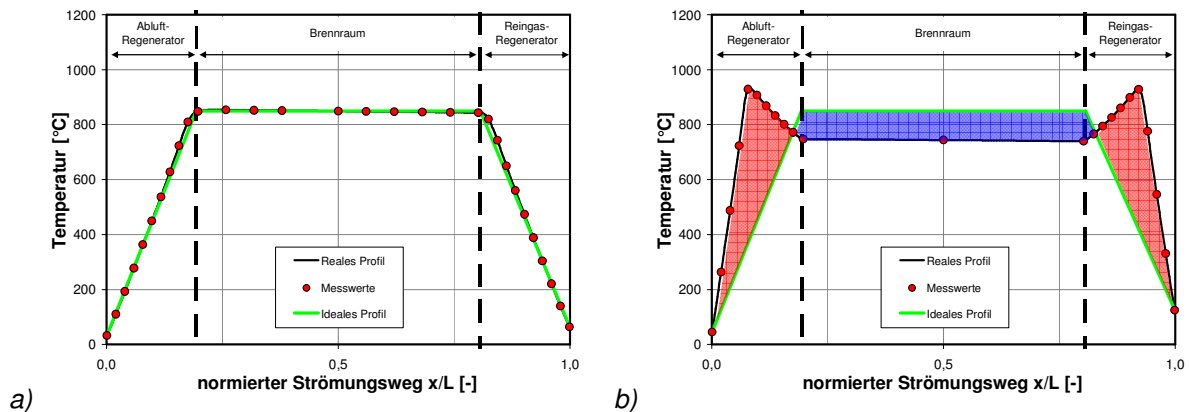 1200
1000
800
600
400
200
0
Temperatur [°C]
Abluft-
Regenerator
Brennraum
Reingas-
Regenerator
Reales Profil
Messwerte
Ideales Profil
0,0
0,5
1,0
normierter Strömungsweg x/L [-]
a)
1200
1000
800
600
400
200
0
Temperatur [°C]
Abluft-
Regenerator
Brennraum
Reingas-
Regenerator
Reales Profil
Messwerte
Ideales Profil
0,0
0,5
1,0
normierter Strömungsweg x/L [-]
b)